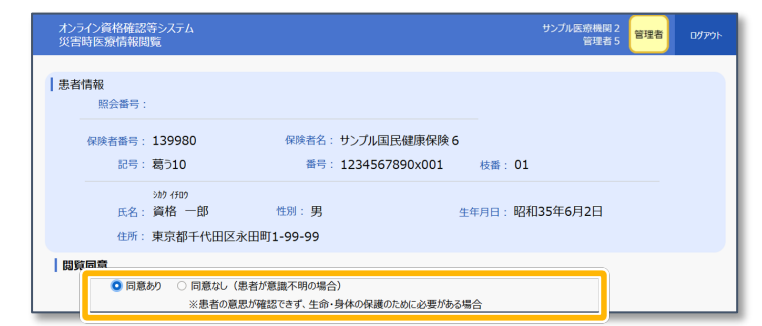 オンライン資格確認等システム
災害時医療情報閲覧
サンプル医療機関2
管理者5
管理者
ログアウト
患者情報
照会番号：
保険者番号： 139980 保険者名： サンプル国民健康保険6
記号： 葛う10 番号： 1234567890x001 枝番： 01
シカク イチロウ
氏名： 資格 一郎 性別： 男 生年月日： 昭和35年6月2日
住所： 東京都千代田区永田町1-99-99
閲覧同意
同意あり 同意なし（患者が意識不明の場合）
※患者の意思が確認できず、生命・身体の保護のために必要がある場合